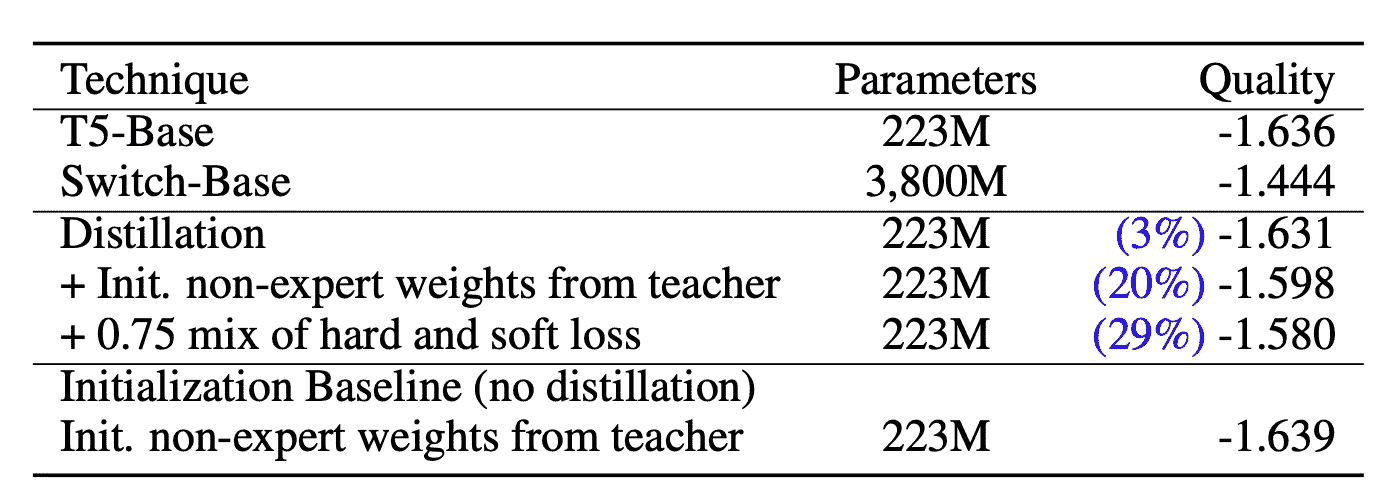 Technique Parameters Quality
T5-Base 223M -1.636
Switch-Base 3,800M -1.444
Distillation 223M (3%) -1.631
+ Init. non-expert weights from teacher 223M (20%) -1.598
+ 0.75 mix of hard and soft loss 223M (29%) -1.580
Initialization Baseline (no distillation)
Init. non-expert weights from teacher 223M -1.639